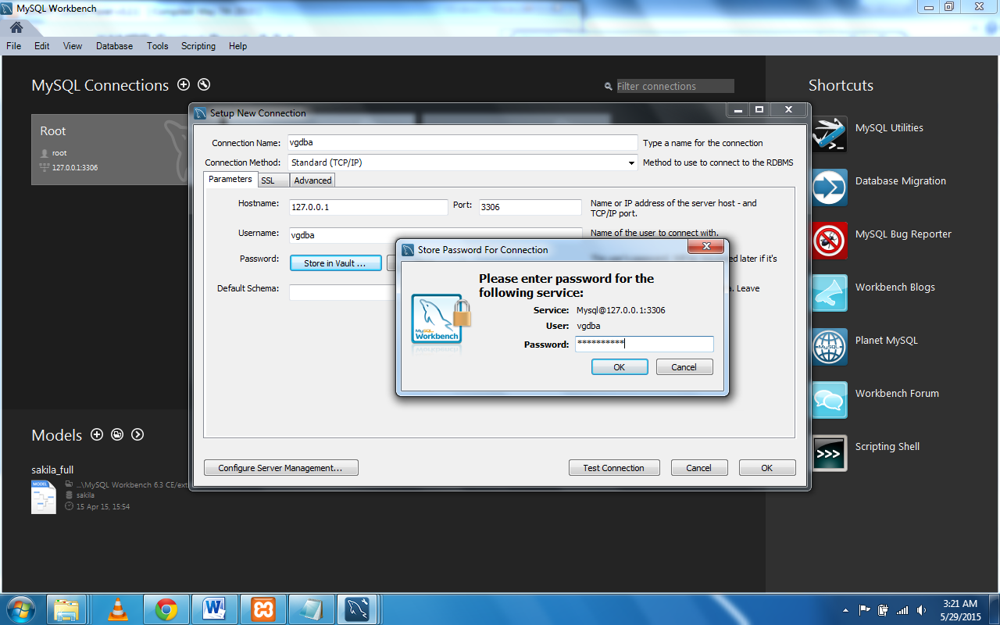 MySQL Workbench
File Edit View Database Tools Scripting Help
MySQL Connections
Filter connections
Shortcuts
Root
root
127.0.0.1:3306
Setup New Connection
Connection Name: vgdba Type a name for the connection
Connection Method: Standard (TCP/IP) Method to use to connect to the RDBMS
Parameters SSL Advanced
Hostname: 127.0.0.1 Port: 3306 Name or IP address of the server host - and
TCP/IP port.
Username: vgdba Name of the user to connect with.
Password: Store in Vault ... later if it's
Default Schema: Leave
Store Password For Connection
Please enter password for the
following service:
Service: Mysql@127.0.0.1:3306
User: vgdba
Password: **********
OK Cancel
MySQL
Workbench
Configure Server Management... Test Connection Cancel OK
MySQL Utilities
Database Migration
MySQL Bug Reporter
Workbench Blogs
Planet MySQL
MySQL
Workbench Forum
Scripting Shell
>>>
Models
sakila_full
MODEL
...\MySQL Workbench 6.3 CE/ext
sakila
15 Apr 15, 15:54
3:21 AM
5/29/2015